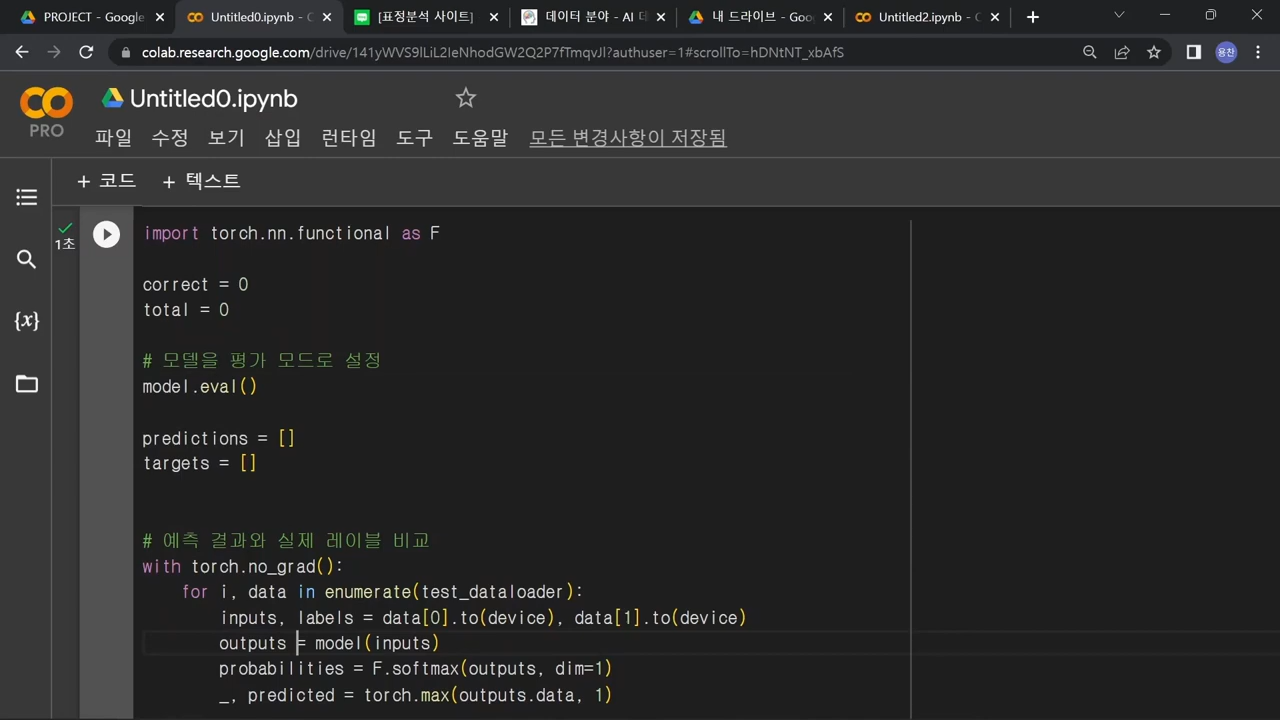 PROJECT - Google
Untitled0.ipynb - C
[표정분석 사이트]
데이터 분야 - AI 데
내 드라이브 - Goo
Untitled2.ipynb - C
colab.research.google.com/drive/141yWVS9lLiL2IeNhodGW2Q2P7fTmqvJl?authuser=1#scrollTo=hDNtNT_xbAfS
용찬
PRO
Untitled0.ipynb
파일 수정 보기 삽입 런타임 도구 도움말 모든 변경사항이 저장됨
+ 코드 + 텍스트
1초
{x}
import torch.nn.functional as F
correct = 0
total = 0
# 모델을 평가 모드로 설정
model.eval()
predictions = []
targets = []
# 예측 결과와 실제 레이블 비교
with torch.no_grad():
for i, data in enumerate(test_dataloader):
inputs, labels = data[0].to(device), data[1].to(device)
outputs = model(inputs)
probabilities = F.softmax(outputs, dim=1)
_, predicted = torch.max(outputs.data, 1)